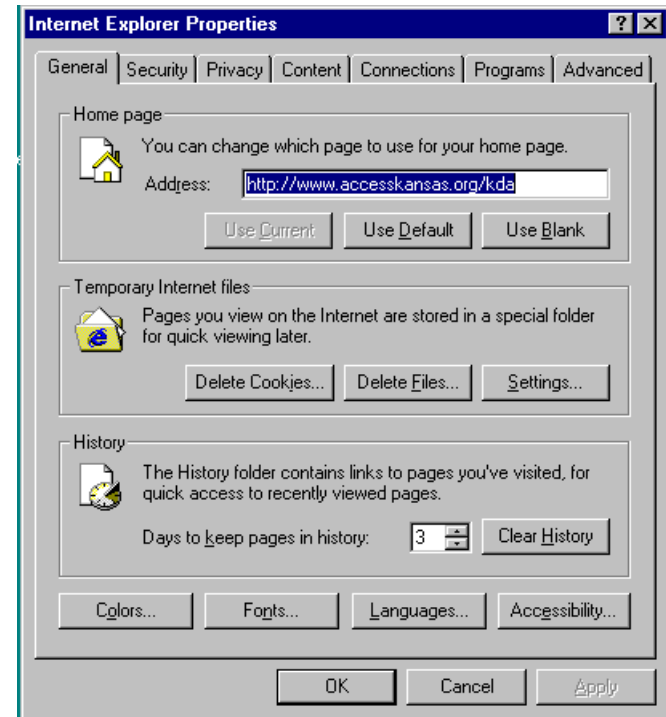 Internet Explorer Properties
General Security Privacy Content Connections Programs Advanced
Home page
You can change which page to use for your home page.
Address: http://www.accesskansas.org/kda
Use Current Use Default Use Blank
Temporary Internet files
Pages you view on the Internet are stored in a special folder
for quick viewing later.
Delete Cookies... Delete Files... Settings...
History
The History folder contains links to pages you've visited, for
quick access to recently viewed pages.
Days to keep pages in history: 3 Clear History
Colors... Fonts... Languages... Accessibility...
OK Cancel Apply